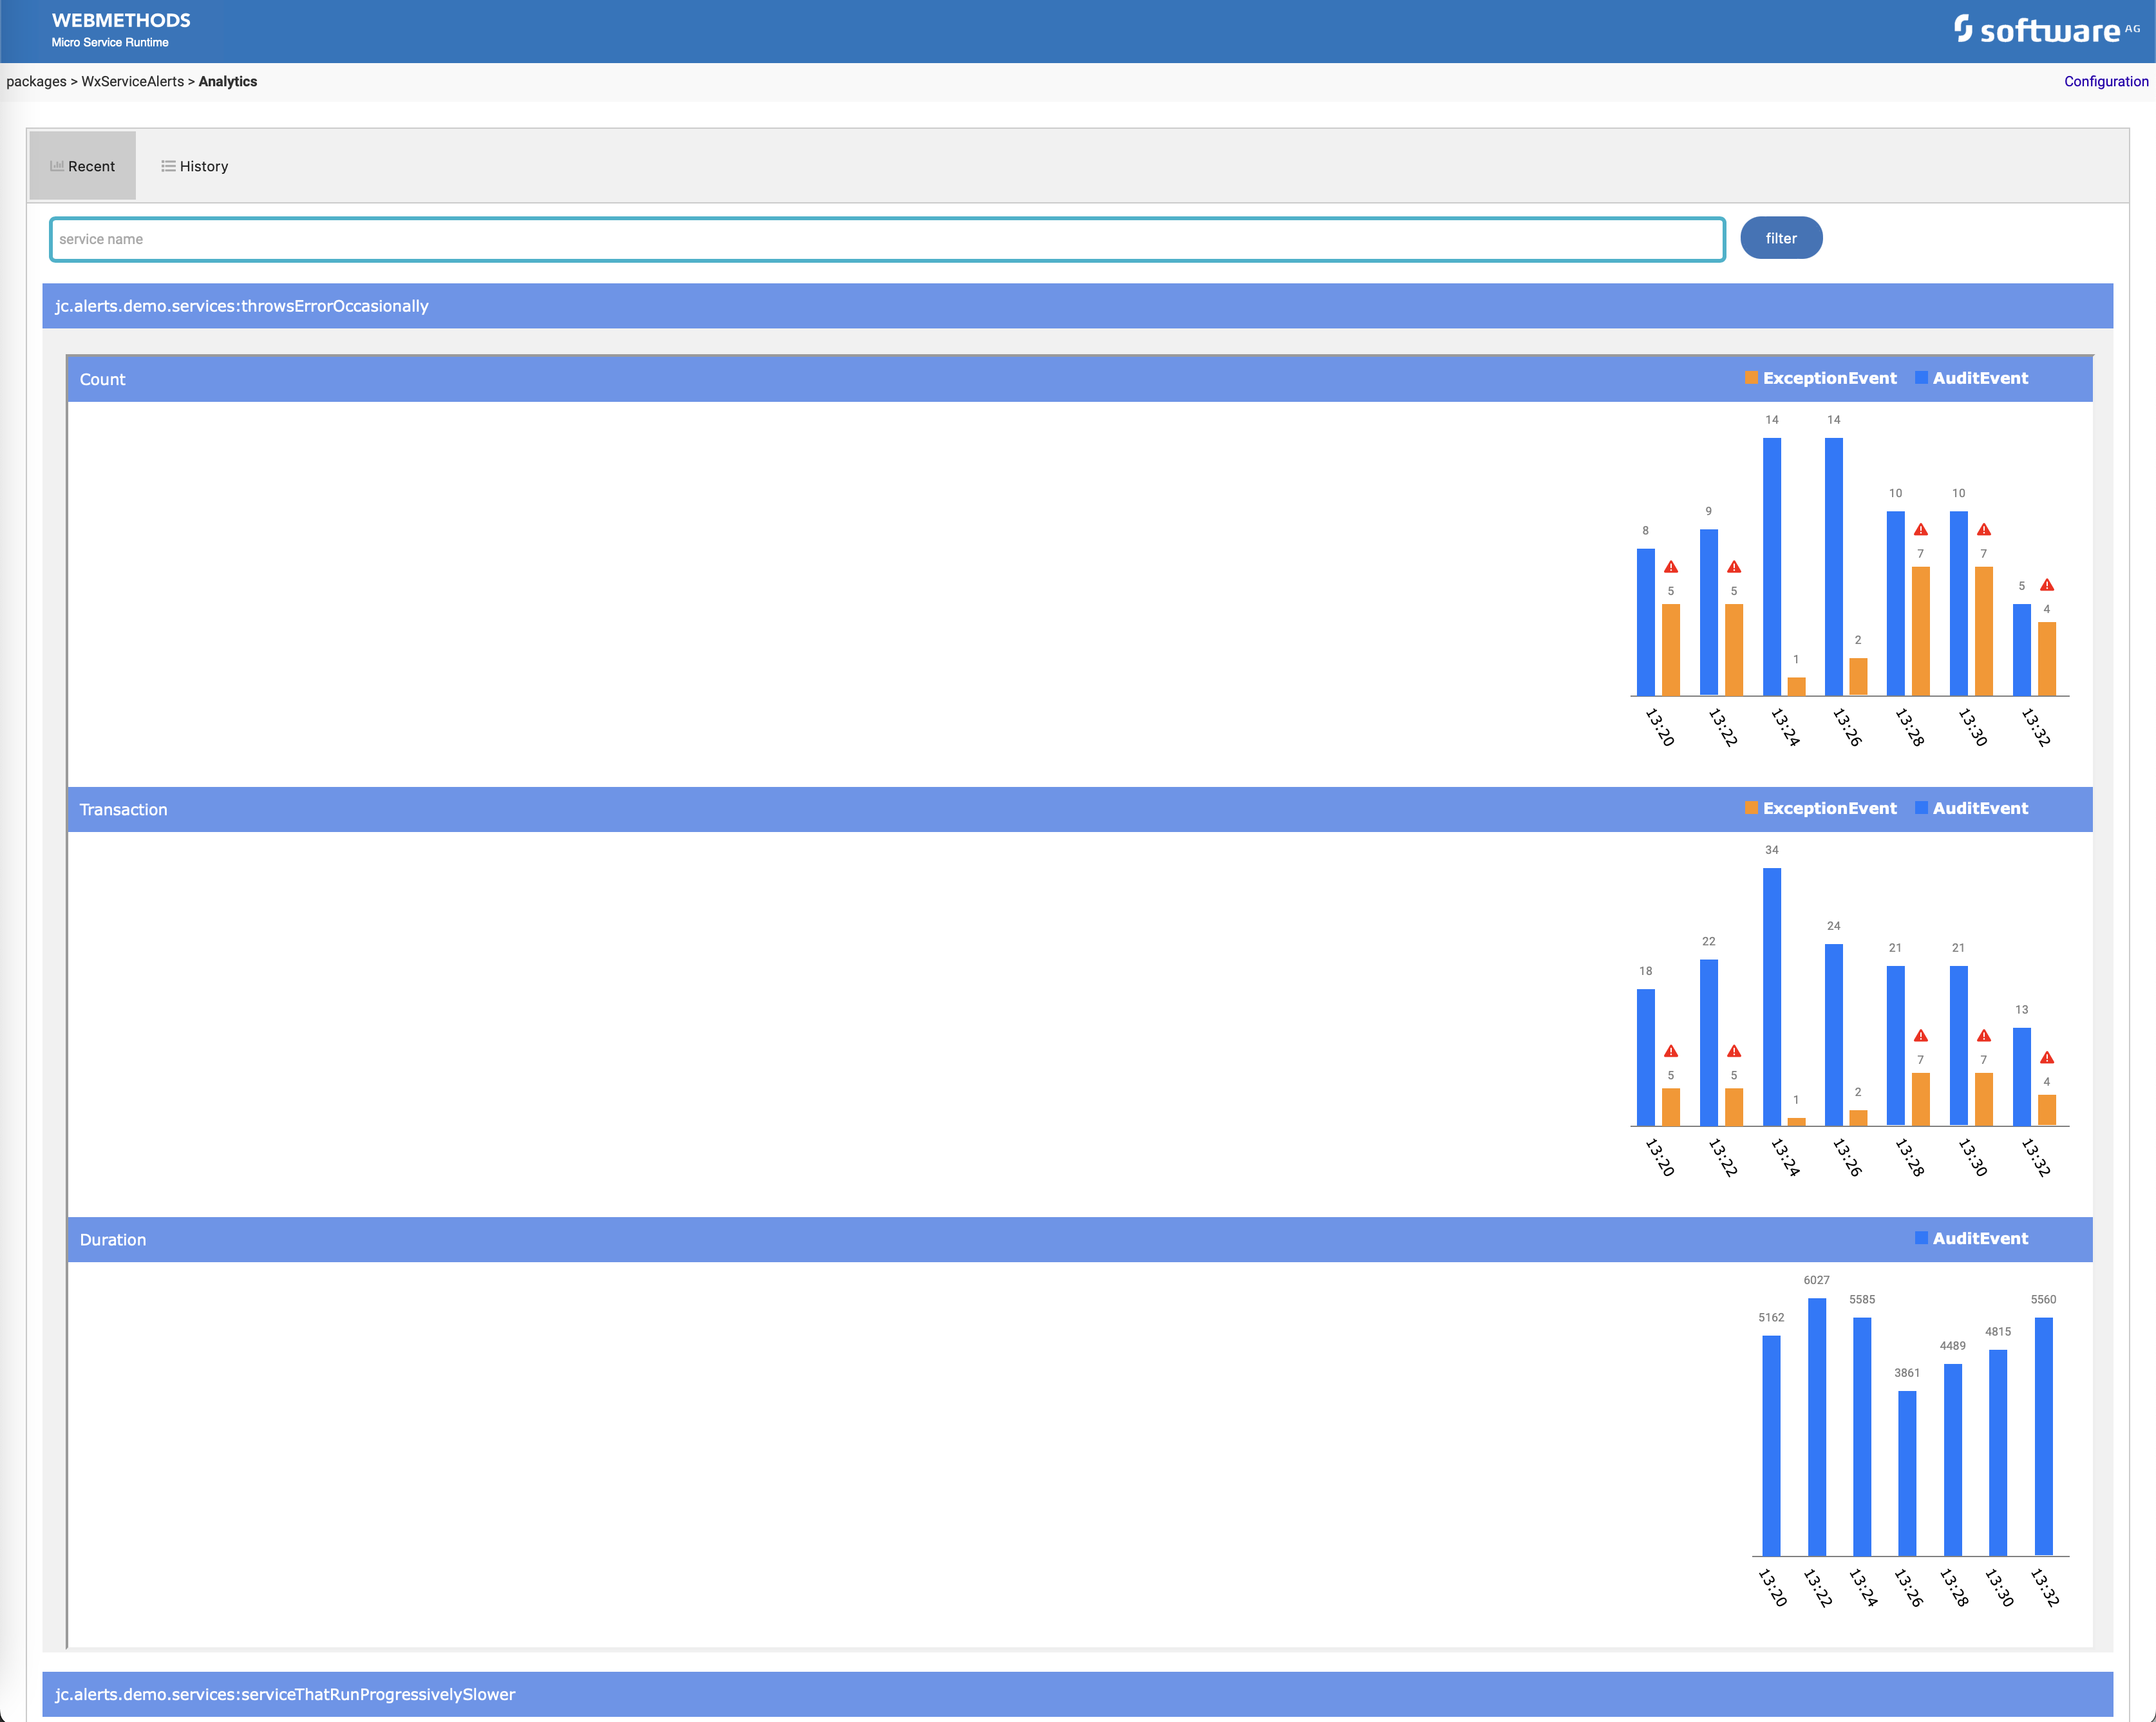 WEBMETHODS
Micro Service Runtime
software AG
packages > WxServiceAlerts > Analytics
Configuration
Recent
History
service name
filter
jc.alerts.demo.services:throwsErrorOccasionally
Count
ExceptionEvent AuditEvent
14 14
10 10
9
8
7 7
5 5 5 4
2
1
13:20 13:22 13:24 13:26 13:28 13:30 13:32
Transaction
ExceptionEvent AuditEvent
34
24
22 21 21
18
13
7 7
5 5 4
1 2
13:20 13:22 13:24 13:26 13:28 13:30 13:32
Duration
AuditEvent
6027
5585 5560
5162
4815
4489
3861
13:20 13:22 13:24 13:26 13:28 13:30 13:32
jc.alerts.demo.services:serviceThatRunProgressivelySlower